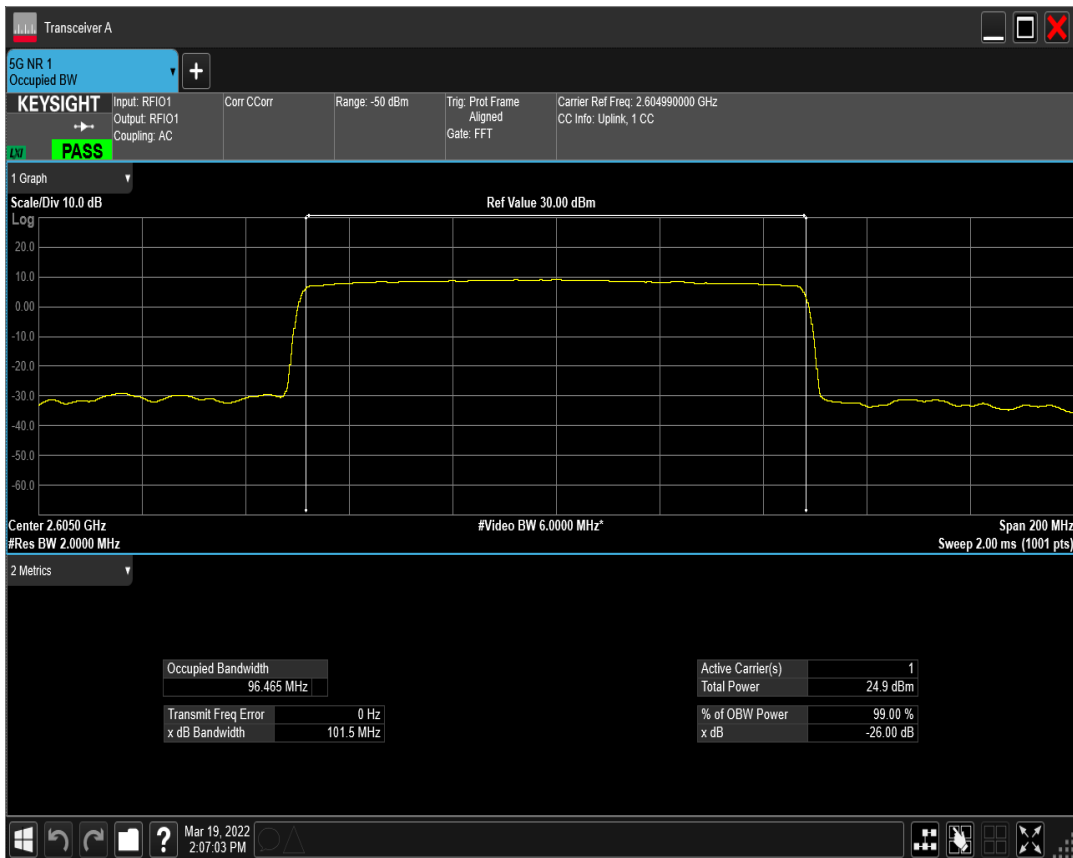 Transceiver A
5G NR 1
Occupied BW
KEYSIGHT
Input: RFIO1
Output: RFIO1
Coupling: AC
Corr CCorr
Range: -50 dBm
Trig: Prot Frame
Aligned
Gate: FFT
Carrier Ref Freq: 2.604990000 GHz
CC Info: Uplink, 1 CC
LXI
PASS
1 Graph
Scale/Div 10.0 dB
Ref Value 30.00 dBm
Log
20.0
10.0
0.00
-10.0
-20.0
-30.0
-40.0
-50.0
-60.0
Center 2.6050 GHz
#Video BW 6.0000 MHz*
Span 200 MHz
#Res BW 2.0000 MHz
Sweep 2.00 ms (1001 pts)
2 Metrics
Occupied Bandwidth
96.465 MHz
Transmit Freq Error 0 Hz
x dB Bandwidth 101.5 MHz
Active Carrier(s) 1
Total Power 24.9 dBm
% of OBW Power 99.00 %
x dB -26.00 dB
Mar 19, 2022
2:07:03 PM